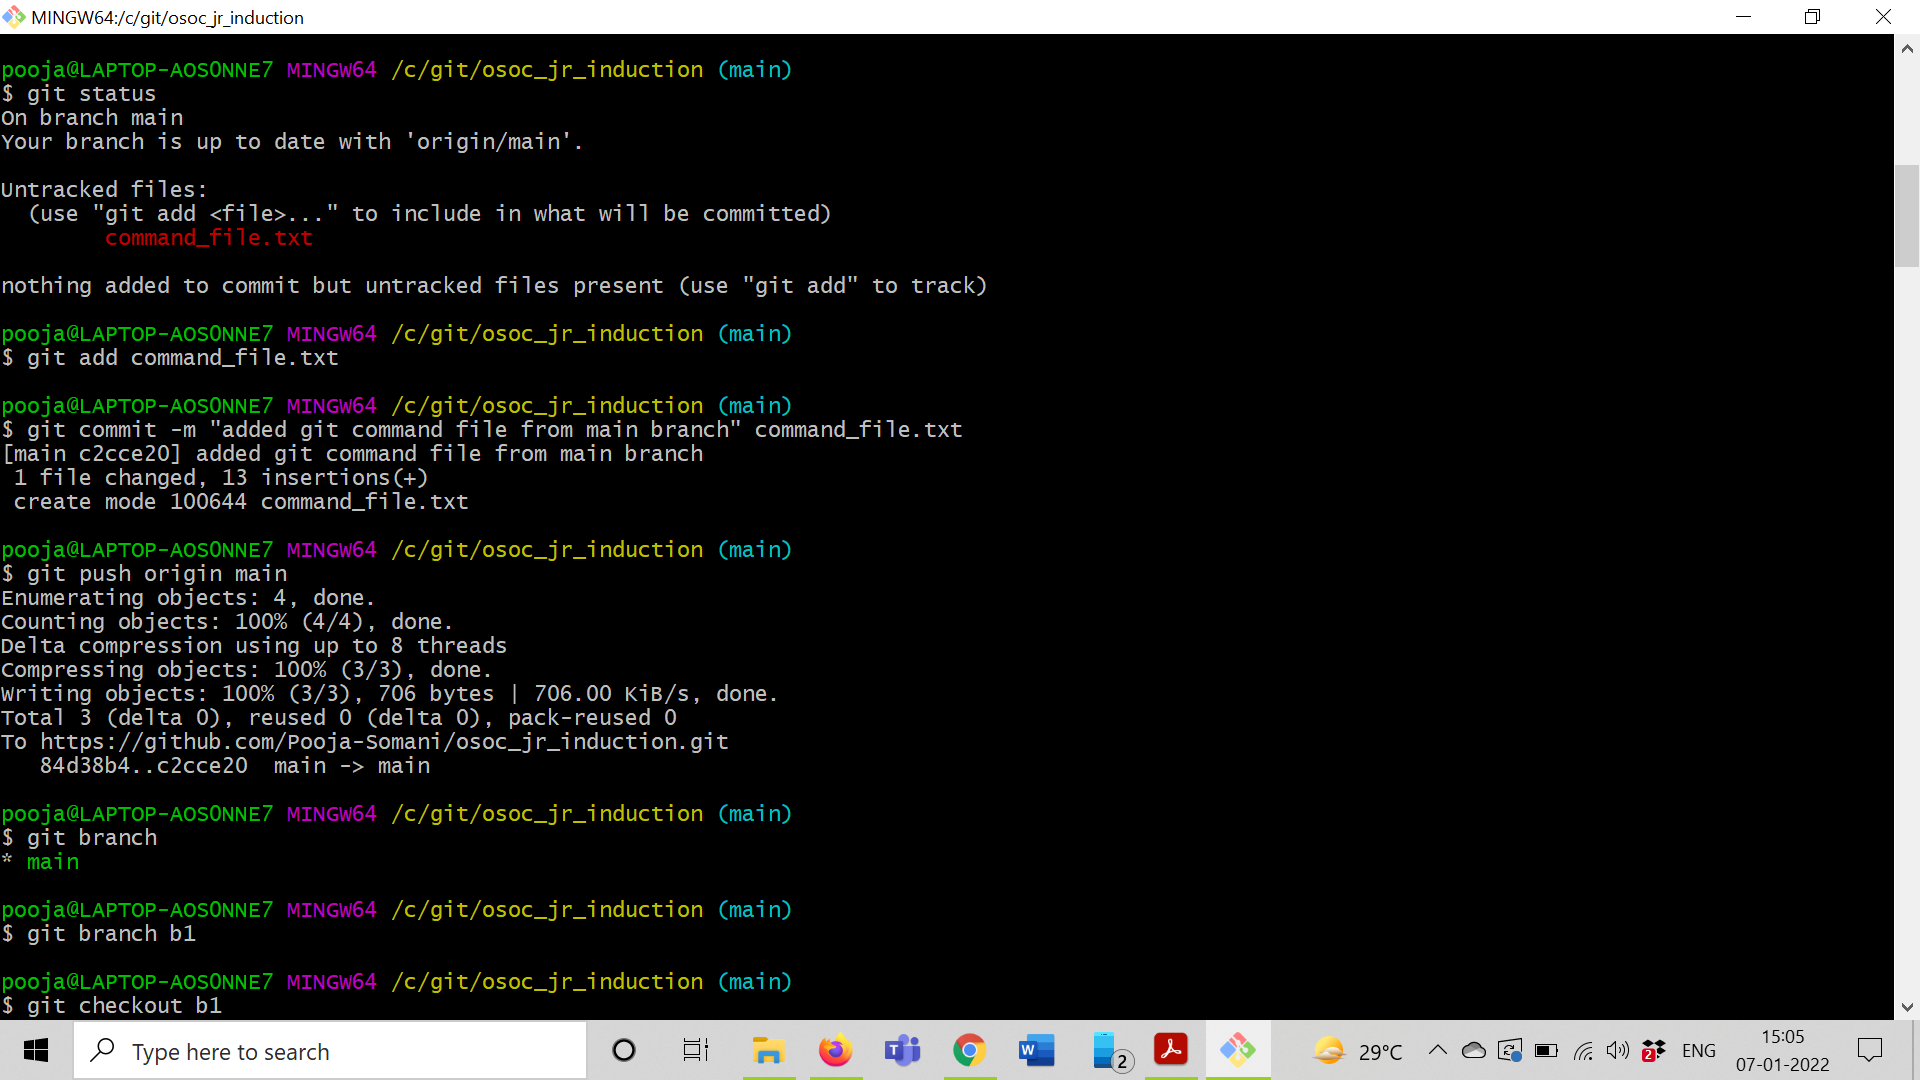 MINGW64:/c/git/osoc_jr_induction
pooja@LAPTOP-AOS0NNE7 MINGW64 /c/git/osoc_jr_induction (main)
$ git status
On branch main
Your branch is up to date with 'origin/main'.
Untracked files:
  (use "git add <file>..." to include in what will be committed)
        command_file.txt
nothing added to commit but untracked files present (use "git add" to track)
pooja@LAPTOP-AOS0NNE7 MINGW64 /c/git/osoc_jr_induction (main)
$ git add command_file.txt
pooja@LAPTOP-AOS0NNE7 MINGW64 /c/git/osoc_jr_induction (main)
$ git commit -m "added git command file from main branch" command_file.txt
[main c2cce20] added git command file from main branch
 1 file changed, 13 insertions(+)
 create mode 100644 command_file.txt
pooja@LAPTOP-AOS0NNE7 MINGW64 /c/git/osoc_jr_induction (main)
$ git push origin main
Enumerating objects: 4, done.
Counting objects: 100% (4/4), done.
Delta compression using up to 8 threads
Compressing objects: 100% (3/3), done.
Writing objects: 100% (3/3), 706 bytes | 706.00 KiB/s, done.
Total 3 (delta 0), reused 0 (delta 0), pack-reused 0
To https://github.com/Pooja-Somani/osoc_jr_induction.git
   84d38b4..c2cce20  main -> main
pooja@LAPTOP-AOS0NNE7 MINGW64 /c/git/osoc_jr_induction (main)
$ git branch
* main
pooja@LAPTOP-AOS0NNE7 MINGW64 /c/git/osoc_jr_induction (main)
$ git branch b1
pooja@LAPTOP-AOS0NNE7 MINGW64 /c/git/osoc_jr_induction (main)
$ git checkout b1
Type here to search
2
29°C
2
ENG
15:05
07-01-2022